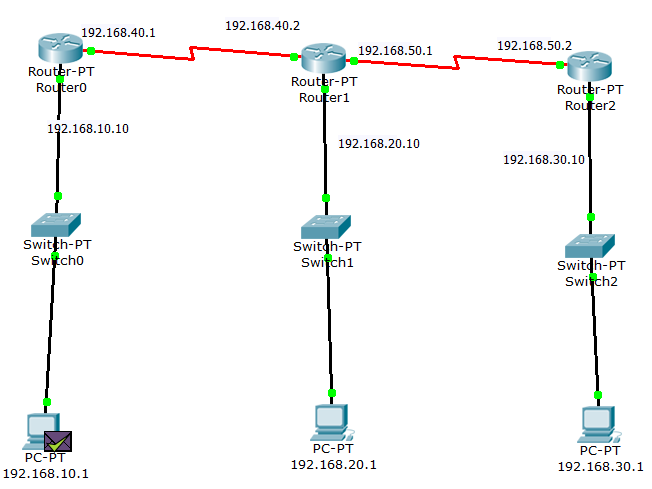 192.168.40.1
192.168.40.2
192.168.50.1
192.168.50.2
Router-PT
Router0
Router-PT
Router1
Router-PT
Router2
192.168.10.10
192.168.20.10
192.168.30.10
Switch-PT
Switch0
Switch-PT
Switch1
Switch-PT
Switch2
PC-PT
192.168.10.1
PC-PT
192.168.20.1
PC-PT
192.168.30.1